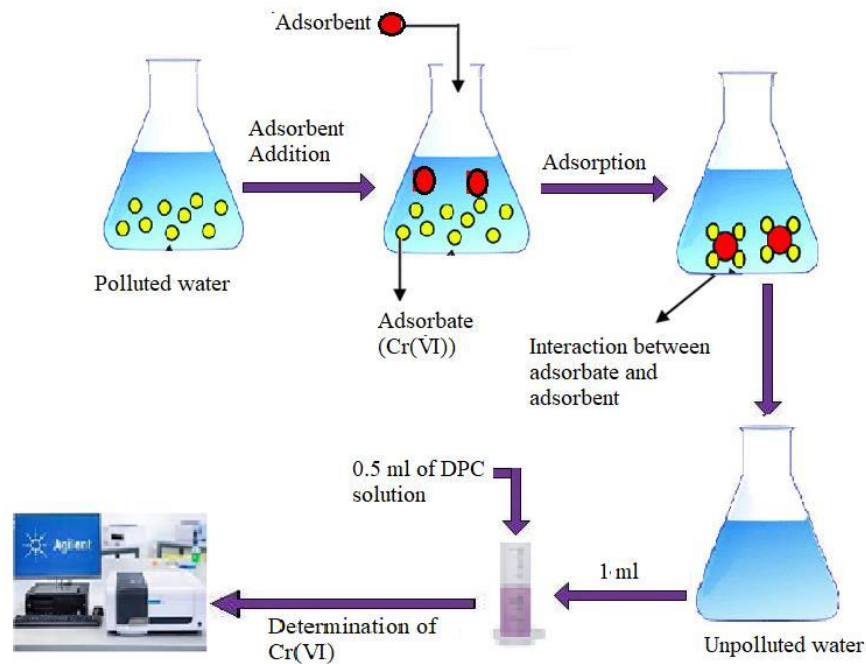 Adsorbent
Adsorbent
Addition
Adsorption
Polluted water
Adsorbate
(Cr(VI))
Interaction between
adsorbate and
adsorbent
0.5 ml of DPC
solution
Agilent
1 ml
Determination of
Cr(VI)
Unpolluted water